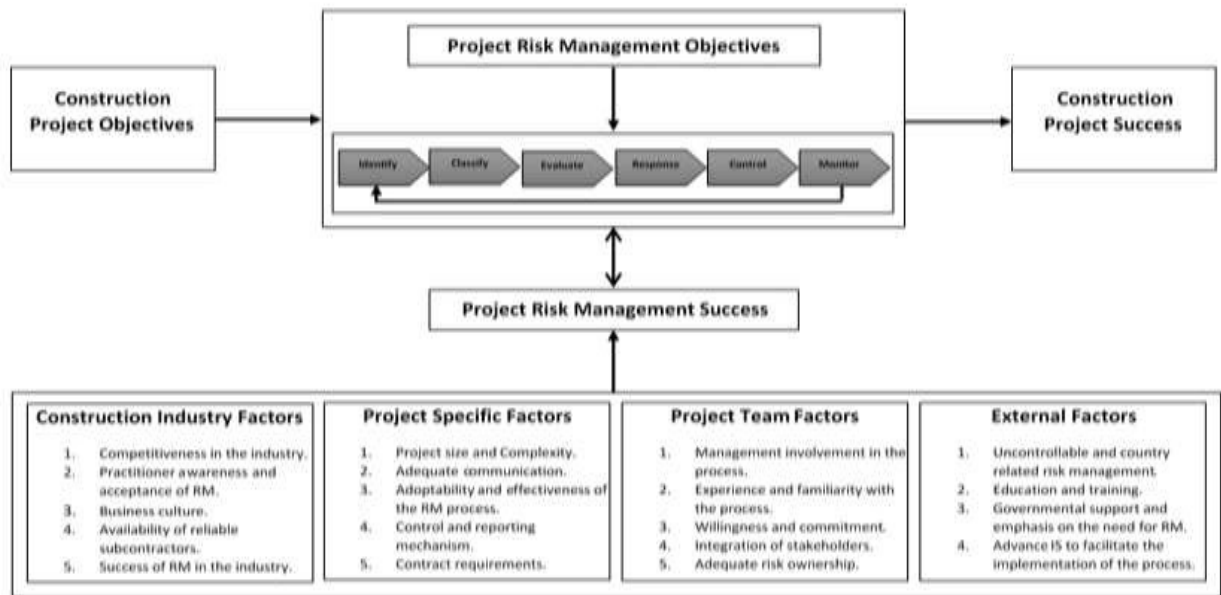 Project Risk Management Objectives
Construction
Project Objectives
Construction
Project Success
Identify
Classify
Evaluate
Response
Control
Monitor
Project Risk Management Success
Construction Industry Factors
1. Competitiveness in the industry.
2. Practitioner awareness and
acceptance of RM.
3. Business culture.
4. Availability of reliable
subcontractors.
5. Success of RM in the industry.
Project Specific Factors
1. Project size and Complexity.
2. Adequate communication.
3. Adoptability and effectiveness of
the RM process.
4. Control and reporting
mechanism.
5. Contract requirements.
Project Team Factors
1. Management involvement in the
process.
2. Experience and familiarity with
the process.
3. Willingness and commitment.
4. Integration of stakeholders.
5. Adequate risk ownership.
External Factors
1. Uncontrollable and country
related risk management.
2. Education and training.
3. Governmental support and
emphasis on the need for RM.
4. Advance IS to facilitate the
implementation of the process.